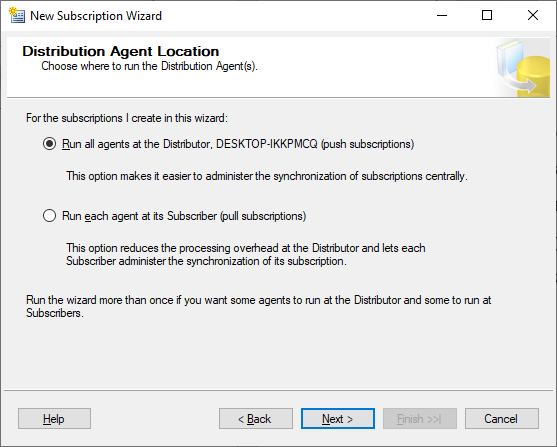 New Subscription Wizard
Distribution Agent Location
Choose where to run the Distribution Agent(s).
For the subscriptions I create in this wizard:
Run all agents at the Distributor, DESKTOP-IKKPMCQ (push subscriptions)
This option makes it easier to administer the synchronization of subscriptions centrally.
Run each agent at its Subscriber (pull subscriptions)
This option reduces the processing overhead at the Distributor and lets each
Subscriber administer the synchronization of its subscription.
Run the wizard more than once if you want some agents to run at the Distributor and some to run at
Subscribers.
Help
< Back
Next >
Finish >>|
Cancel